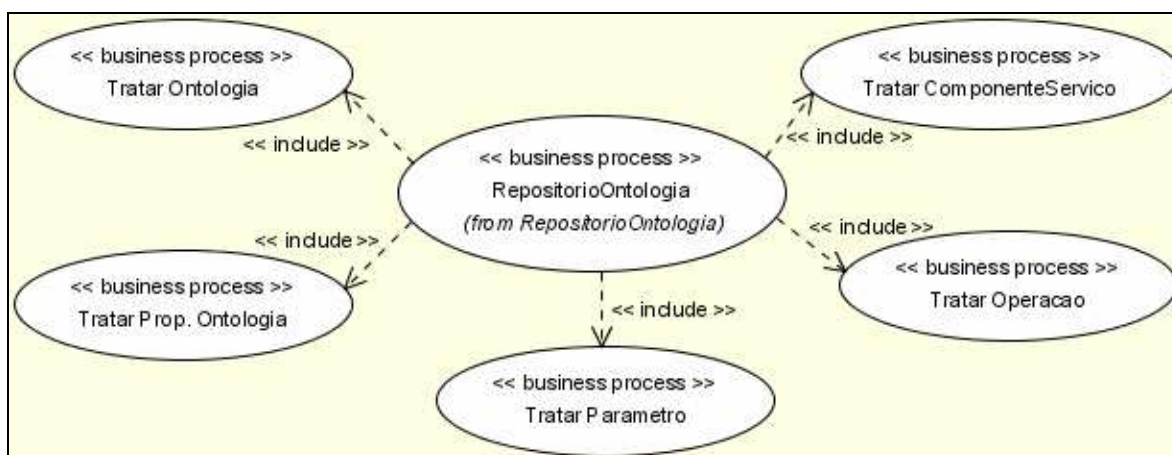 << business process >>
Tratar Ontologia
<< business process >>
Tratar ComponenteServico
<< include >>
<< include >>
<< business process >>
RepositorioOntologia
(from RepositorioOntologia)
<< include >>
<< include >>
<< business process >>
Tratar Prop. Ontologia
<< business process >>
Tratar Operacao
<< include >>
<< business process >>
Tratar Parametro